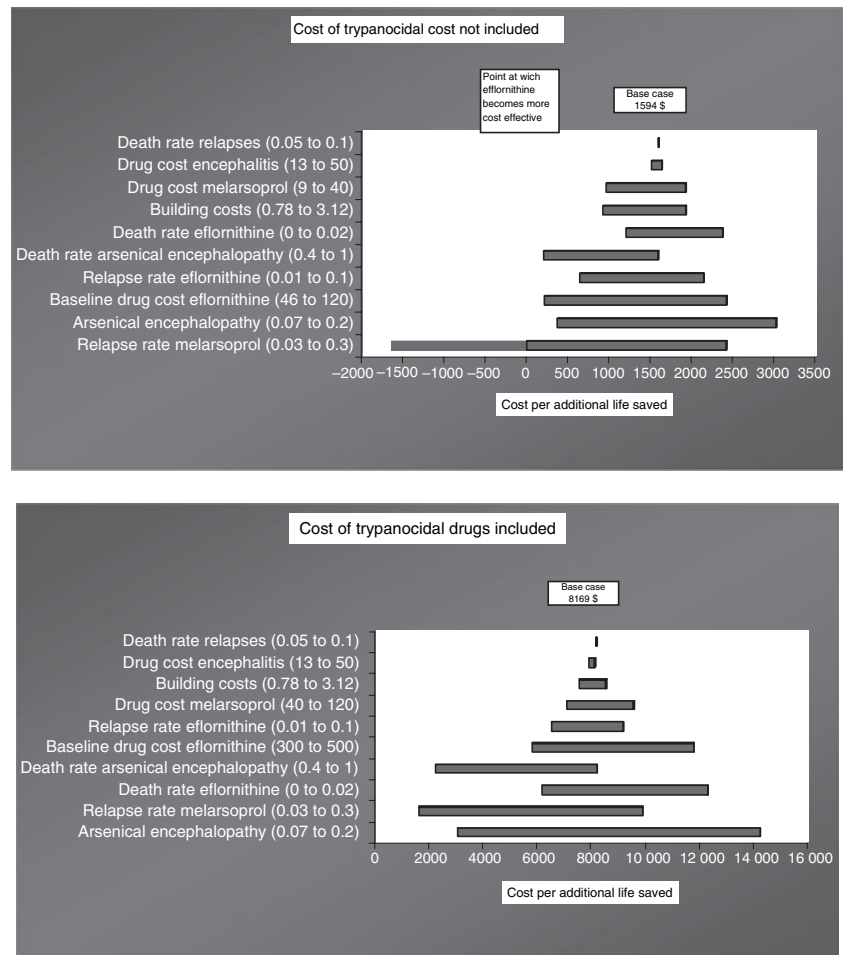 Cost of trypanocidal cost not included
Point at wich
efflornithine
becomes more
cost effective
Base case
1594 $
Death rate relapses (0.05 to 0.1)
Drug cost encephalitis (13 to 50)
Drug cost melarsoprol (9 to 40)
Building costs (0.78 to 3.12)
Death rate eflornithine (0 to 0.02)
Death rate arsenical encephalopathy (0.4 to 1)
Relapse rate eflornithine (0.01 to 0.1)
Baseline drug cost eflornithine (46 to 120)
Arsenical encephalopathy (0.07 to 0.2)
Relapse rate melarsoprol (0.03 to 0.3)
−2000 −1500 −1000 −500 0 500 1000 1500 2000 2500 3000 3500
Cost per additional life saved
Cost of trypanocidal drugs included
Base case
8169 $
Death rate relapses (0.05 to 0.1)
Drug cost encephalitis (13 to 50)
Building costs (0.78 to 3.12)
Drug cost melarsoprol (40 to 120)
Relapse rate eflornithine (0.01 to 0.1)
Baseline drug cost eflornithine (300 to 500)
Death rate arsenical encephalopathy (0.4 to 1)
Death rate eflornithine (0 to 0.02)
Relapse rate melarsoprol (0.03 to 0.3)
Arsenical encephalopathy (0.07 to 0.2)
0 2000 4000 6000 8000 10 000 12 000 14 000 16 000
Cost per additional life saved